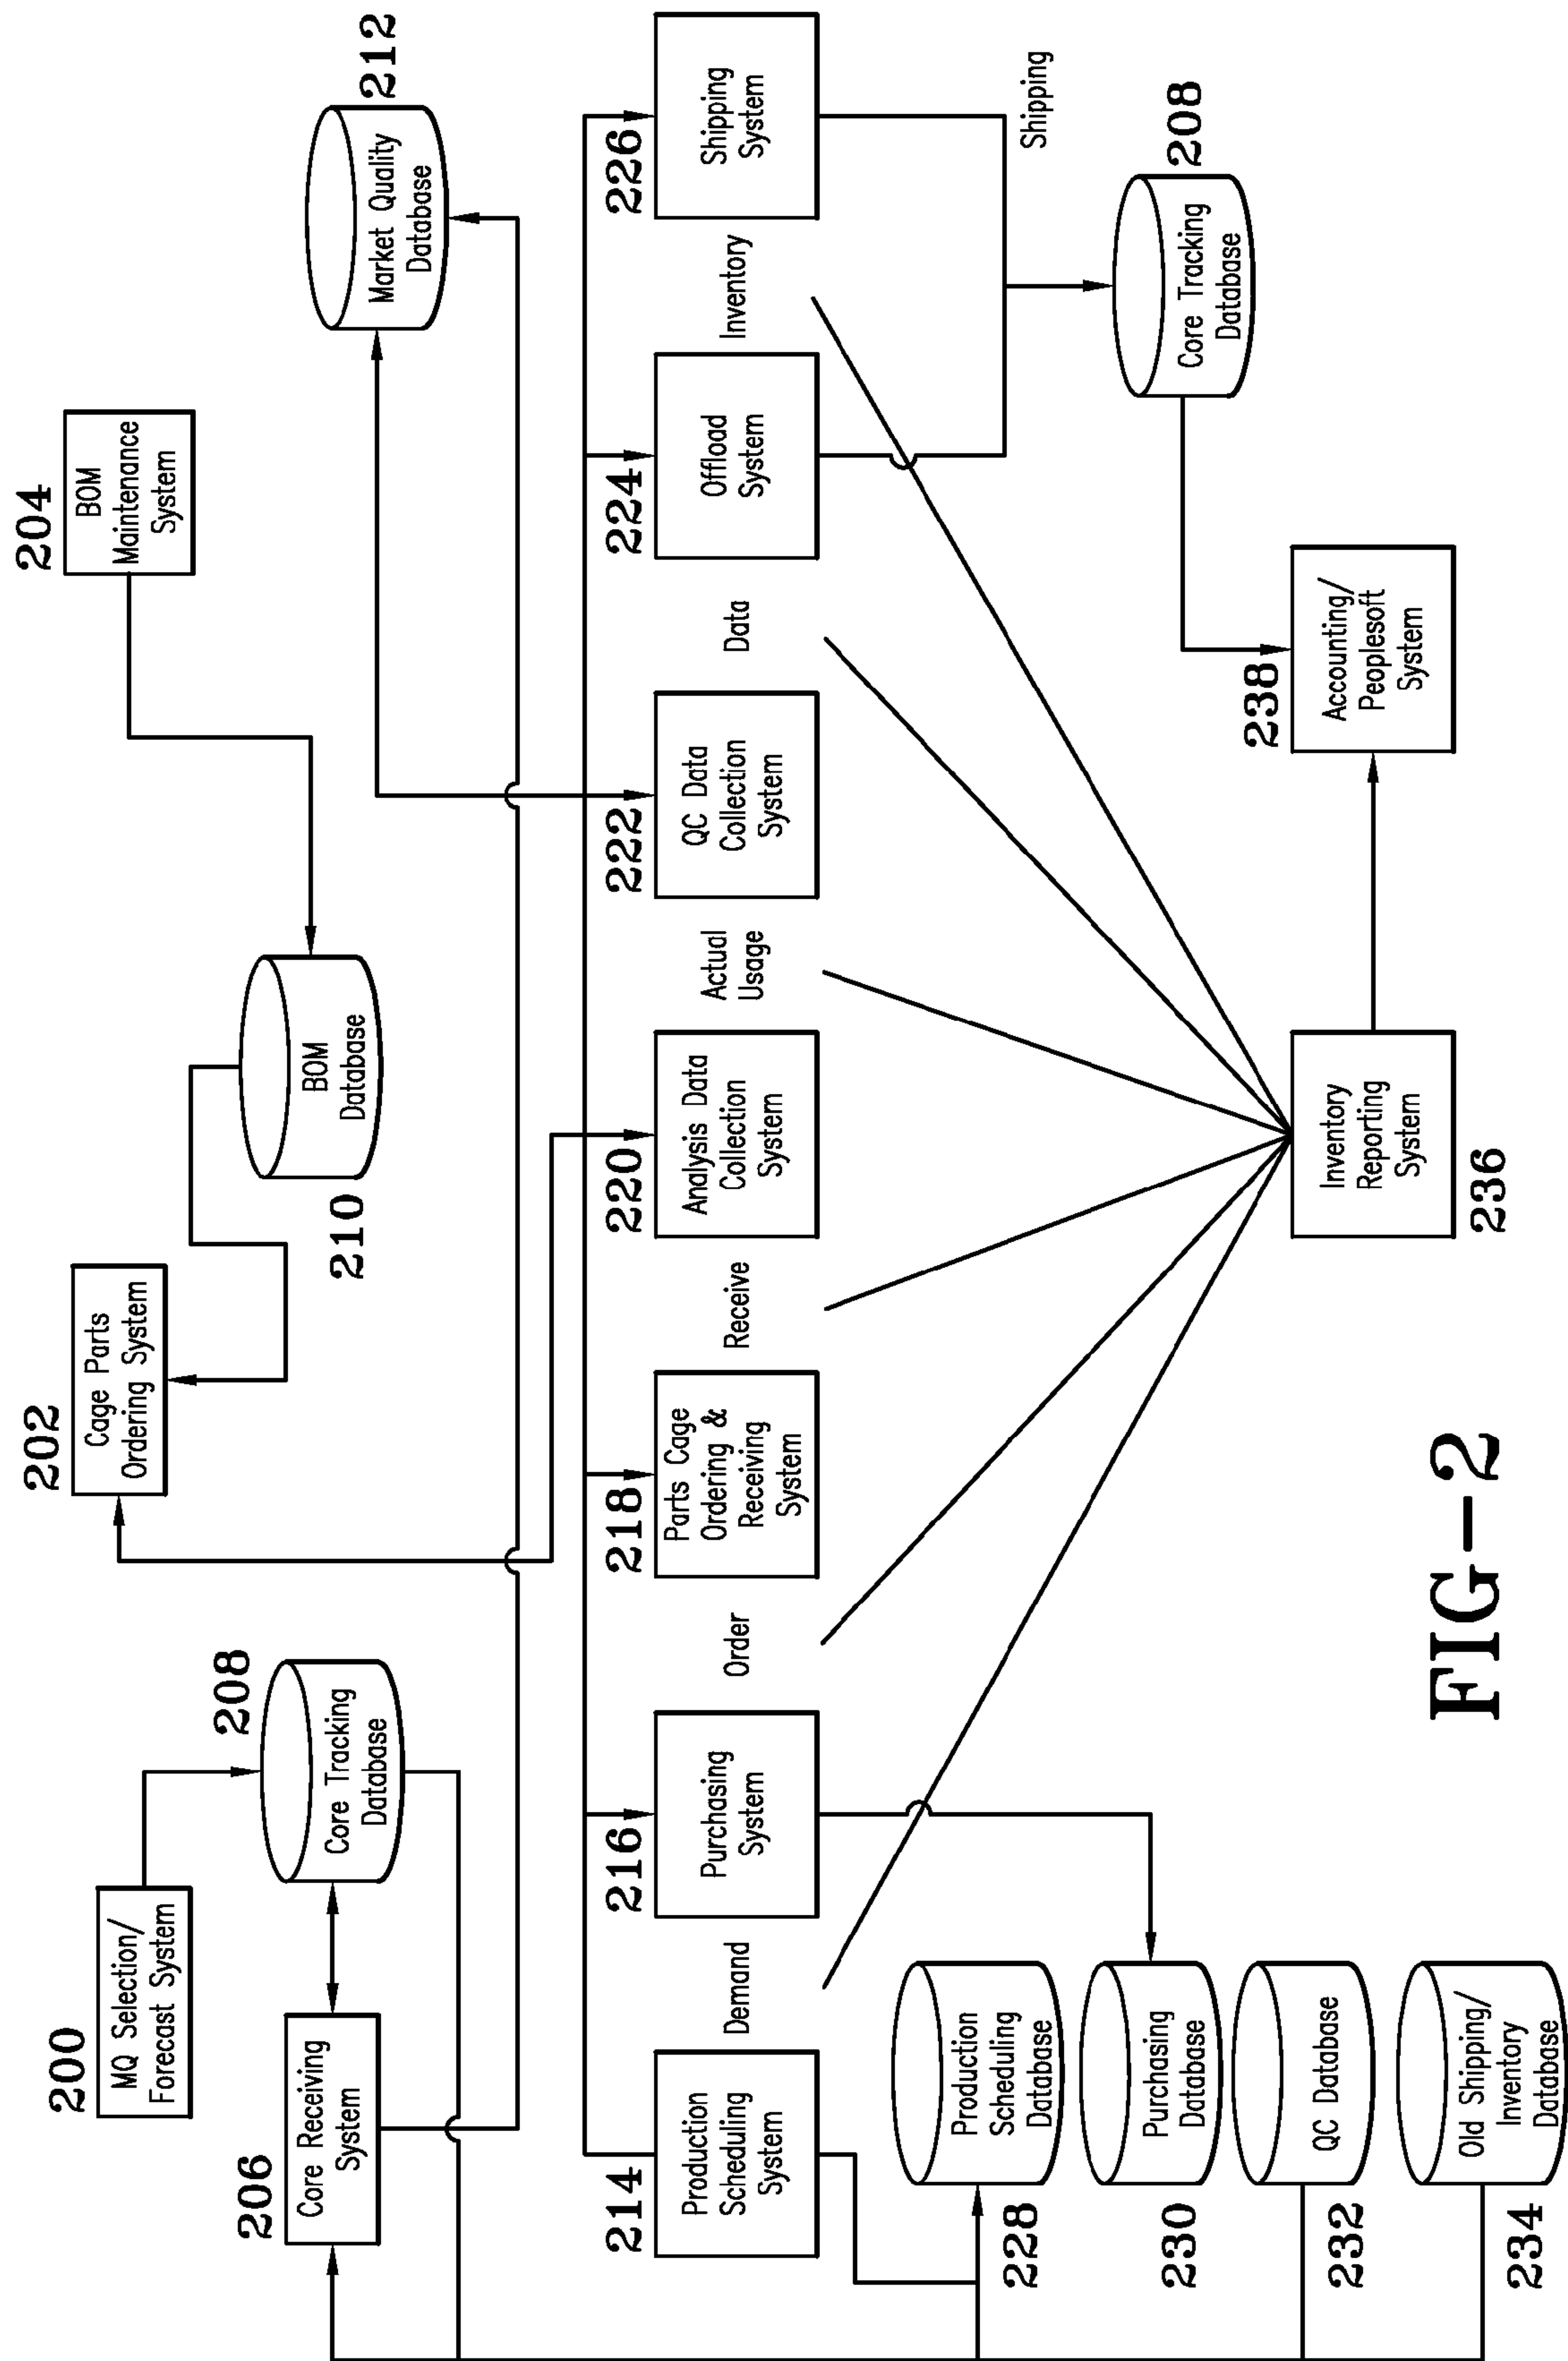 200
MQ Selection/
Forecast System
202
Cage Parts
Ordering System
204
BOM
Maintenance
System
206
Core Receiving
System
208
Core Tracking
Database
210
BOM
Database
212
Market Quality
Database
214
Production
Scheduling
System
Demand
216
Purchasing
System
Order
218
Parts Cage
Ordering &
Receiving
System
Receive
220
Analysis Data
Collection
System
Actual
Usage
222
QC Data
Collection
System
Data
224
Offload
System
Inventory
226
Shipping
System
Shipping
228
Production
Scheduling
Database
230
Purchasing
Database
232
QC Database
234
Old Shipping/
Inventory
Database
208
Core Tracking
Database
238
Accounting/
Peoplesoft
System
Inventory
Reporting
System
236
FIG-2